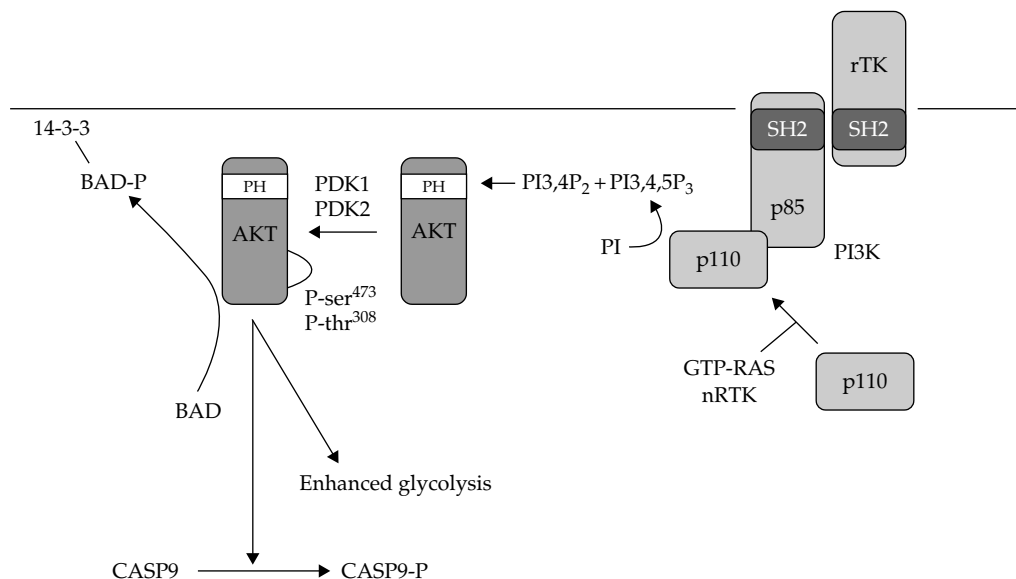 rTK
SH2 SH2
14-3-3
BAD-P
PH
PDK1
PDK2
PH
PI3,4P₂ + PI3,4,5P₃
AKT
AKT
p85
PI
p110
PI3K
P-ser⁴⁷³
P-thr³⁰⁸
GTP-RAS
nRTK
p110
BAD
Enhanced glycolysis
CASP9
CASP9-P